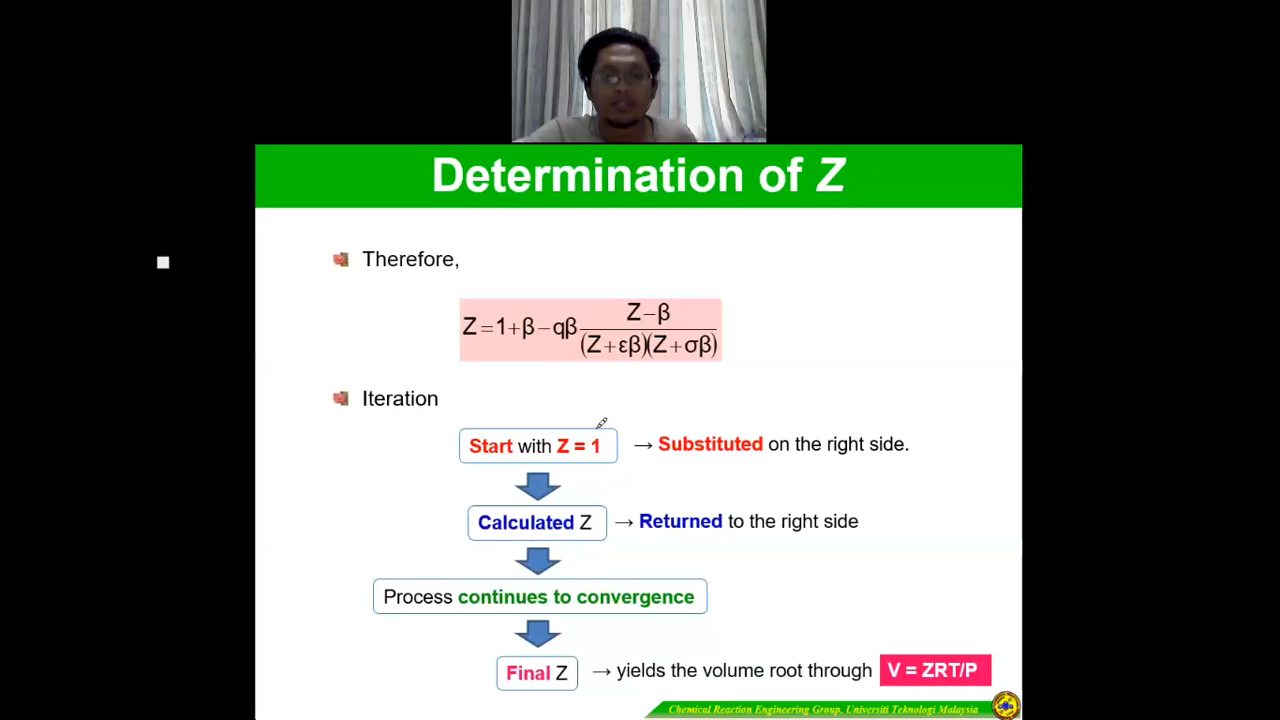 Determination of Z
Therefore,
Z = 1 + β − qβ (Z − β) / (Z + εβ)(Z + σβ)
Iteration
Start with Z = 1 → Substituted on the right side.
Calculated Z → Returned to the right side
Process continues to convergence
Final Z → yields the volume root through V = ZRT/P
Chemical Reaction Engineering Group, Universiti Teknologi Malaysia